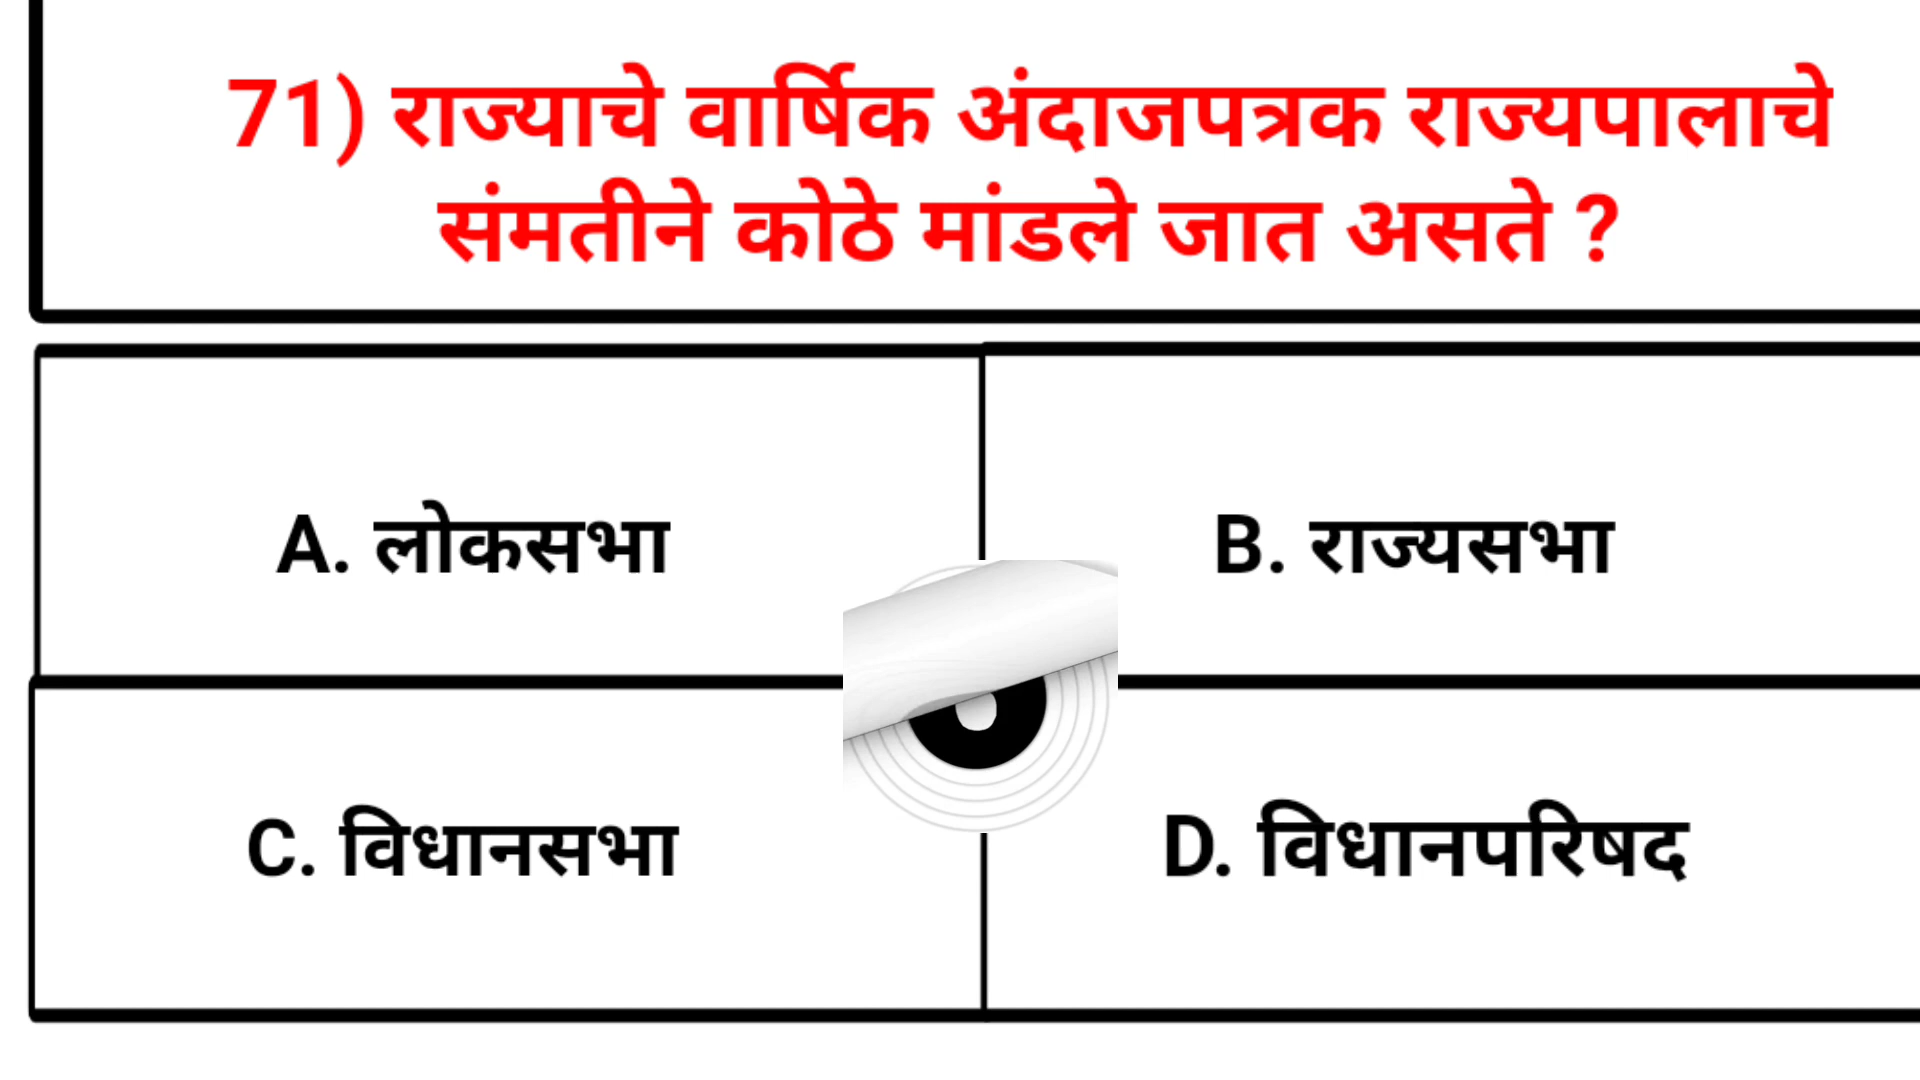 71) राज्याचे वार्षिक अंदाजपत्रक राज्यपालाचे
संमतीने कोठे मांडले जात असते ?
A. लोकसभा
B. राज्यसभा
C. विधानसभा
D. विधानपरिषद